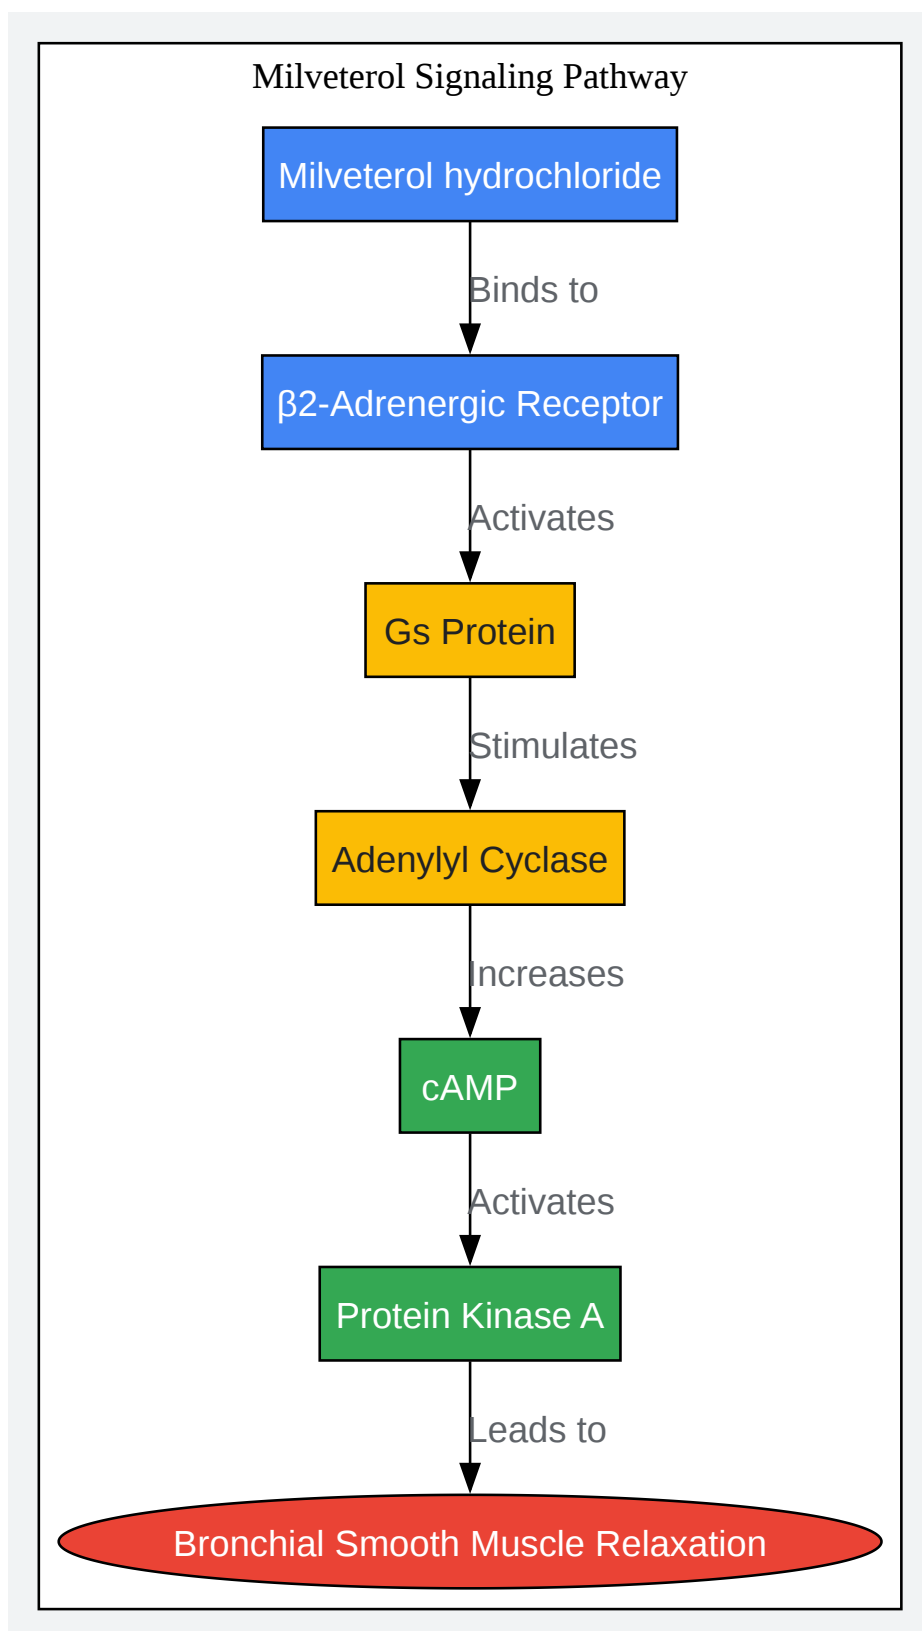 Milveterol Signaling Pathway
Milveterol hydrochloride
Binds to
β2-Adrenergic Receptor
Activates
Gs Protein
Stimulates
Adenylyl Cyclase
Increases
cAMP
Activates
Protein Kinase A
Leads to
Bronchial Smooth Muscle Relaxation